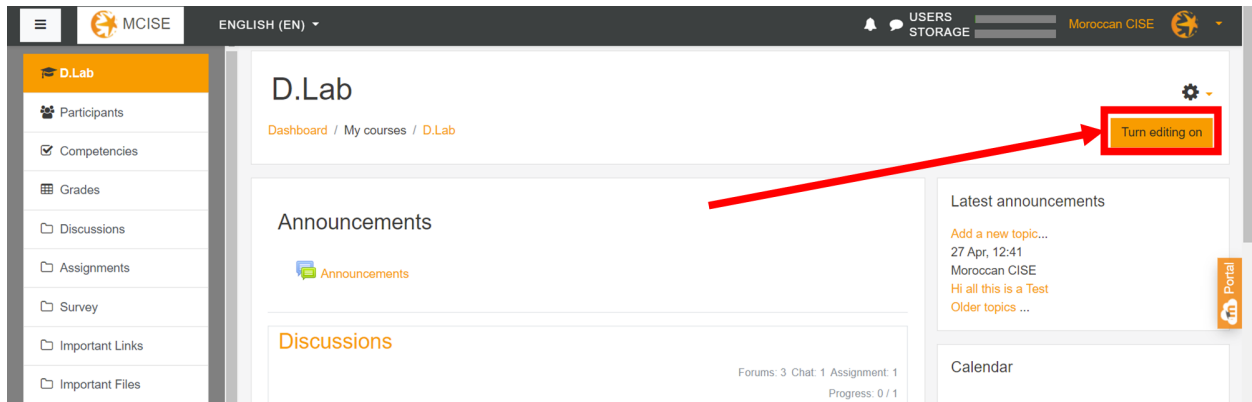 MCISE
ENGLISH (EN)
USERS
STORAGE
Moroccan CISE
D.Lab
Participants
Competencies
Grades
Discussions
Assignments
Survey
Important Links
Important Files
D.Lab
Dashboard / My courses / D.Lab
Turn editing on
Announcements
Announcements
Discussions
Forums: 3 Chat: 1 Assignment: 1
Progress: 0 / 1
Latest announcements
Add a new topic...
27 Apr, 12:41
Moroccan CISE
Hi all this is a Test
Older topics ...
Calendar
m Portal